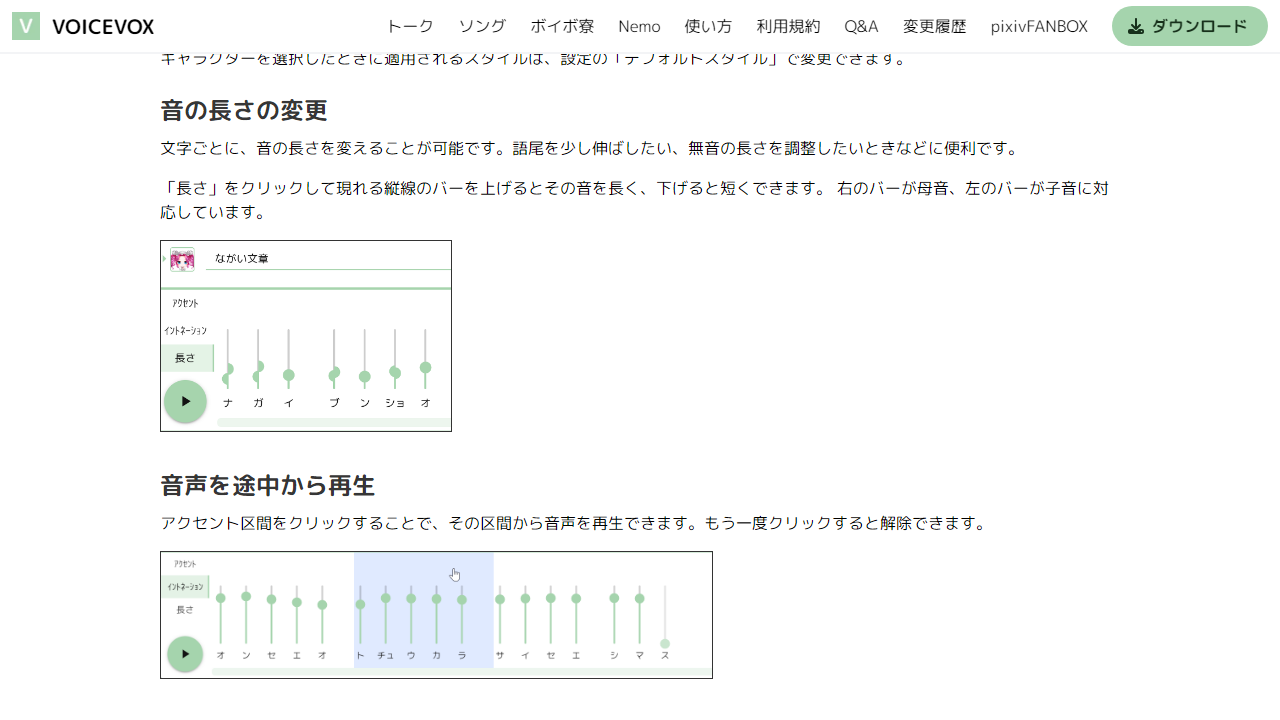 V VOICEVOX トーク ソング ボイボ寮 Nemo 使い方 利用規約 Q&A 変更履歴 pixivFANBOX ダウンロード
キャラクターを選択したときに適用されるスタイルは、設定の「デフォルトスタイル」で変更できます。
音の長さの変更
文字ごとに、音の長さを変えることが可能です。語尾を少し伸ばしたい、無音の長さを調整したいときなどに便利です。
「長さ」をクリックして現れる縦線のバーを上げるとその音を長く、下げると短くできます。 右のバーが母音、左のバーが子音に対
応しています。
ながい文章
アクセント
イントネーション
長さ
ナ ガ イ ブ ン ショ オ
音声を途中から再生
アクセント区間をクリックすることで、その区間から音声を再生できます。もう一度クリックすると解除できます。
アクセント
イントネーション
長さ
オ ン セ エ オ ト チュ ウ カ ラ サ イ セ エ シ マ ス